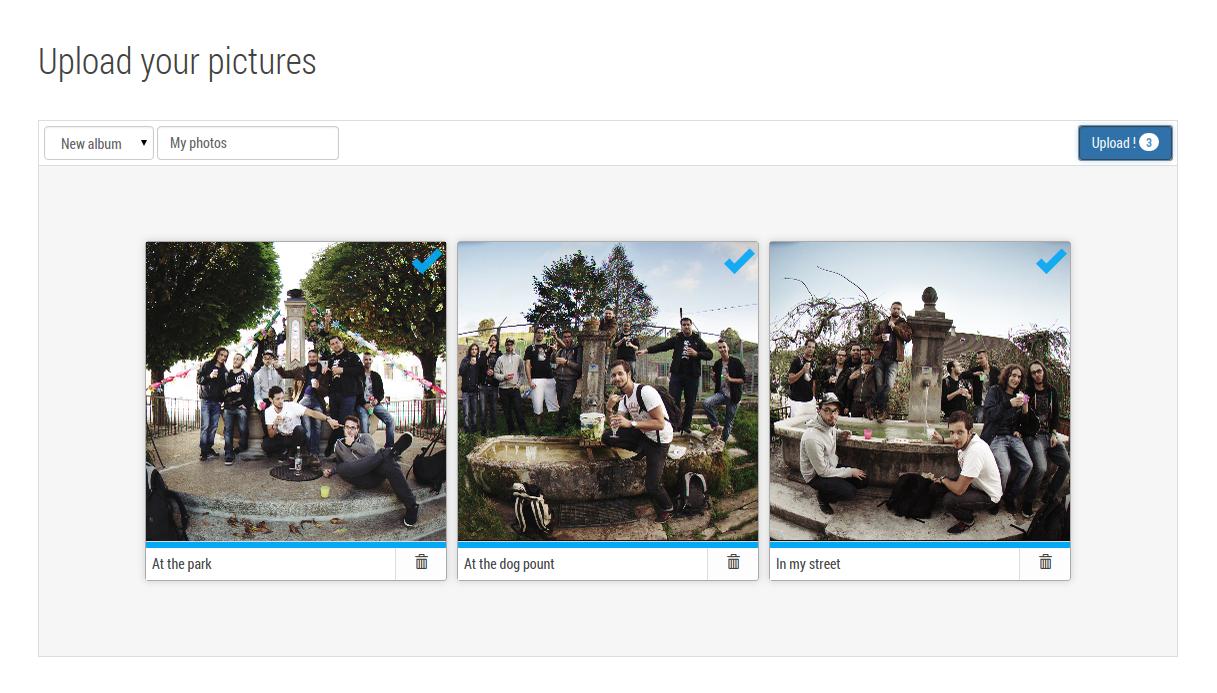 Upload your pictures
New album My photos Upload ! 3
At the park At the dog pount In my street